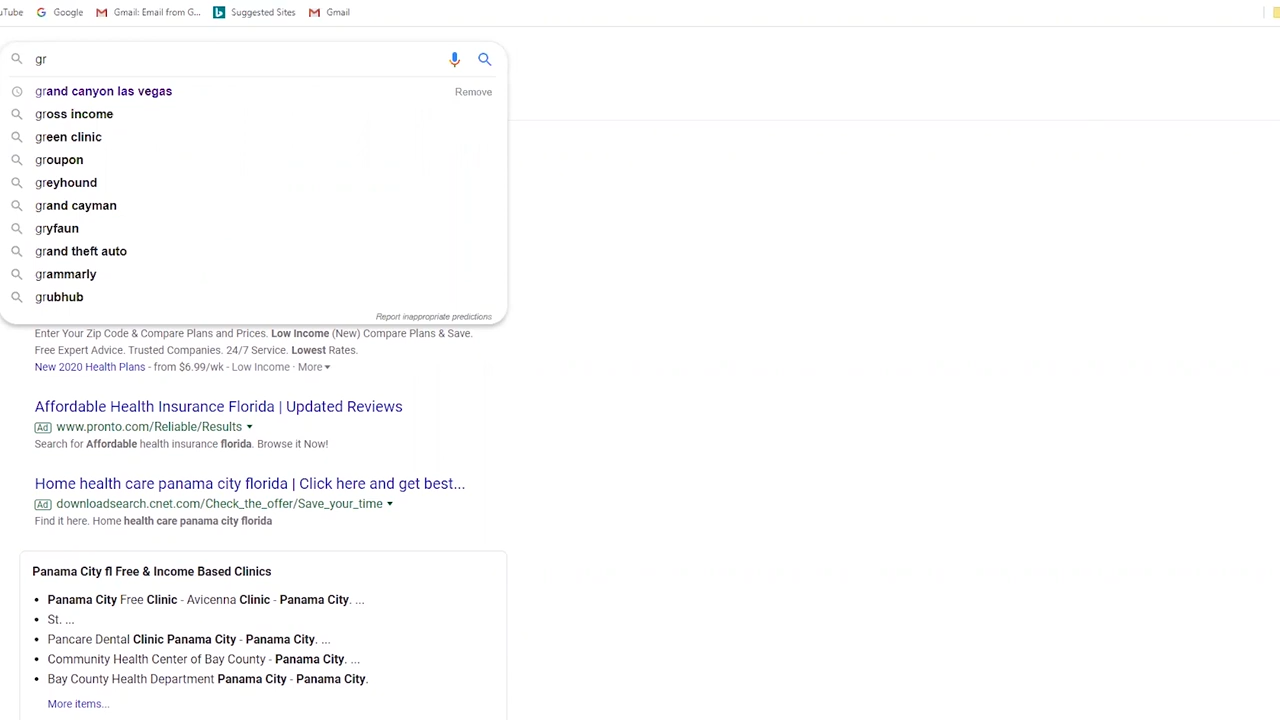 uTube Google Gmail: Email from G... Suggested Sites Gmail
gr
grand canyon las vegas Remove
gross income
green clinic
groupon
greyhound
grand cayman
gryfaun
grand theft auto
grammarly
grubhub
Report inappropriate predictions
Enter Your Zip Code & Compare Plans and Prices. Low Income (New) Compare Plans & Save.
Free Expert Advice. Trusted Companies. 24/7 Service. Lowest Rates.
New 2020 Health Plans - from $6.99/wk - Low Income · More
Affordable Health Insurance Florida | Updated Reviews
Ad www.pronto.com/Reliable/Results
Search for Affordable health insurance florida. Browse it Now!
Home health care panama city florida | Click here and get best...
Ad downloadsearch.cnet.com/Check_the_offer/Save_your_time
Find it here. Home health care panama city florida
Panama City fl Free & Income Based Clinics
• Panama City Free Clinic - Avicenna Clinic - Panama City. ...
• St. ...
• Pancare Dental Clinic Panama City - Panama City. ...
• Community Health Center of Bay County - Panama City. ...
• Bay County Health Department Panama City - Panama City.
More items...